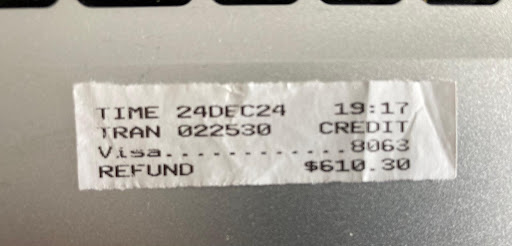 TIME 24DEC24 19:17
TRAN 022530 CREDIT
Visa.............8063
REFUND $610.30